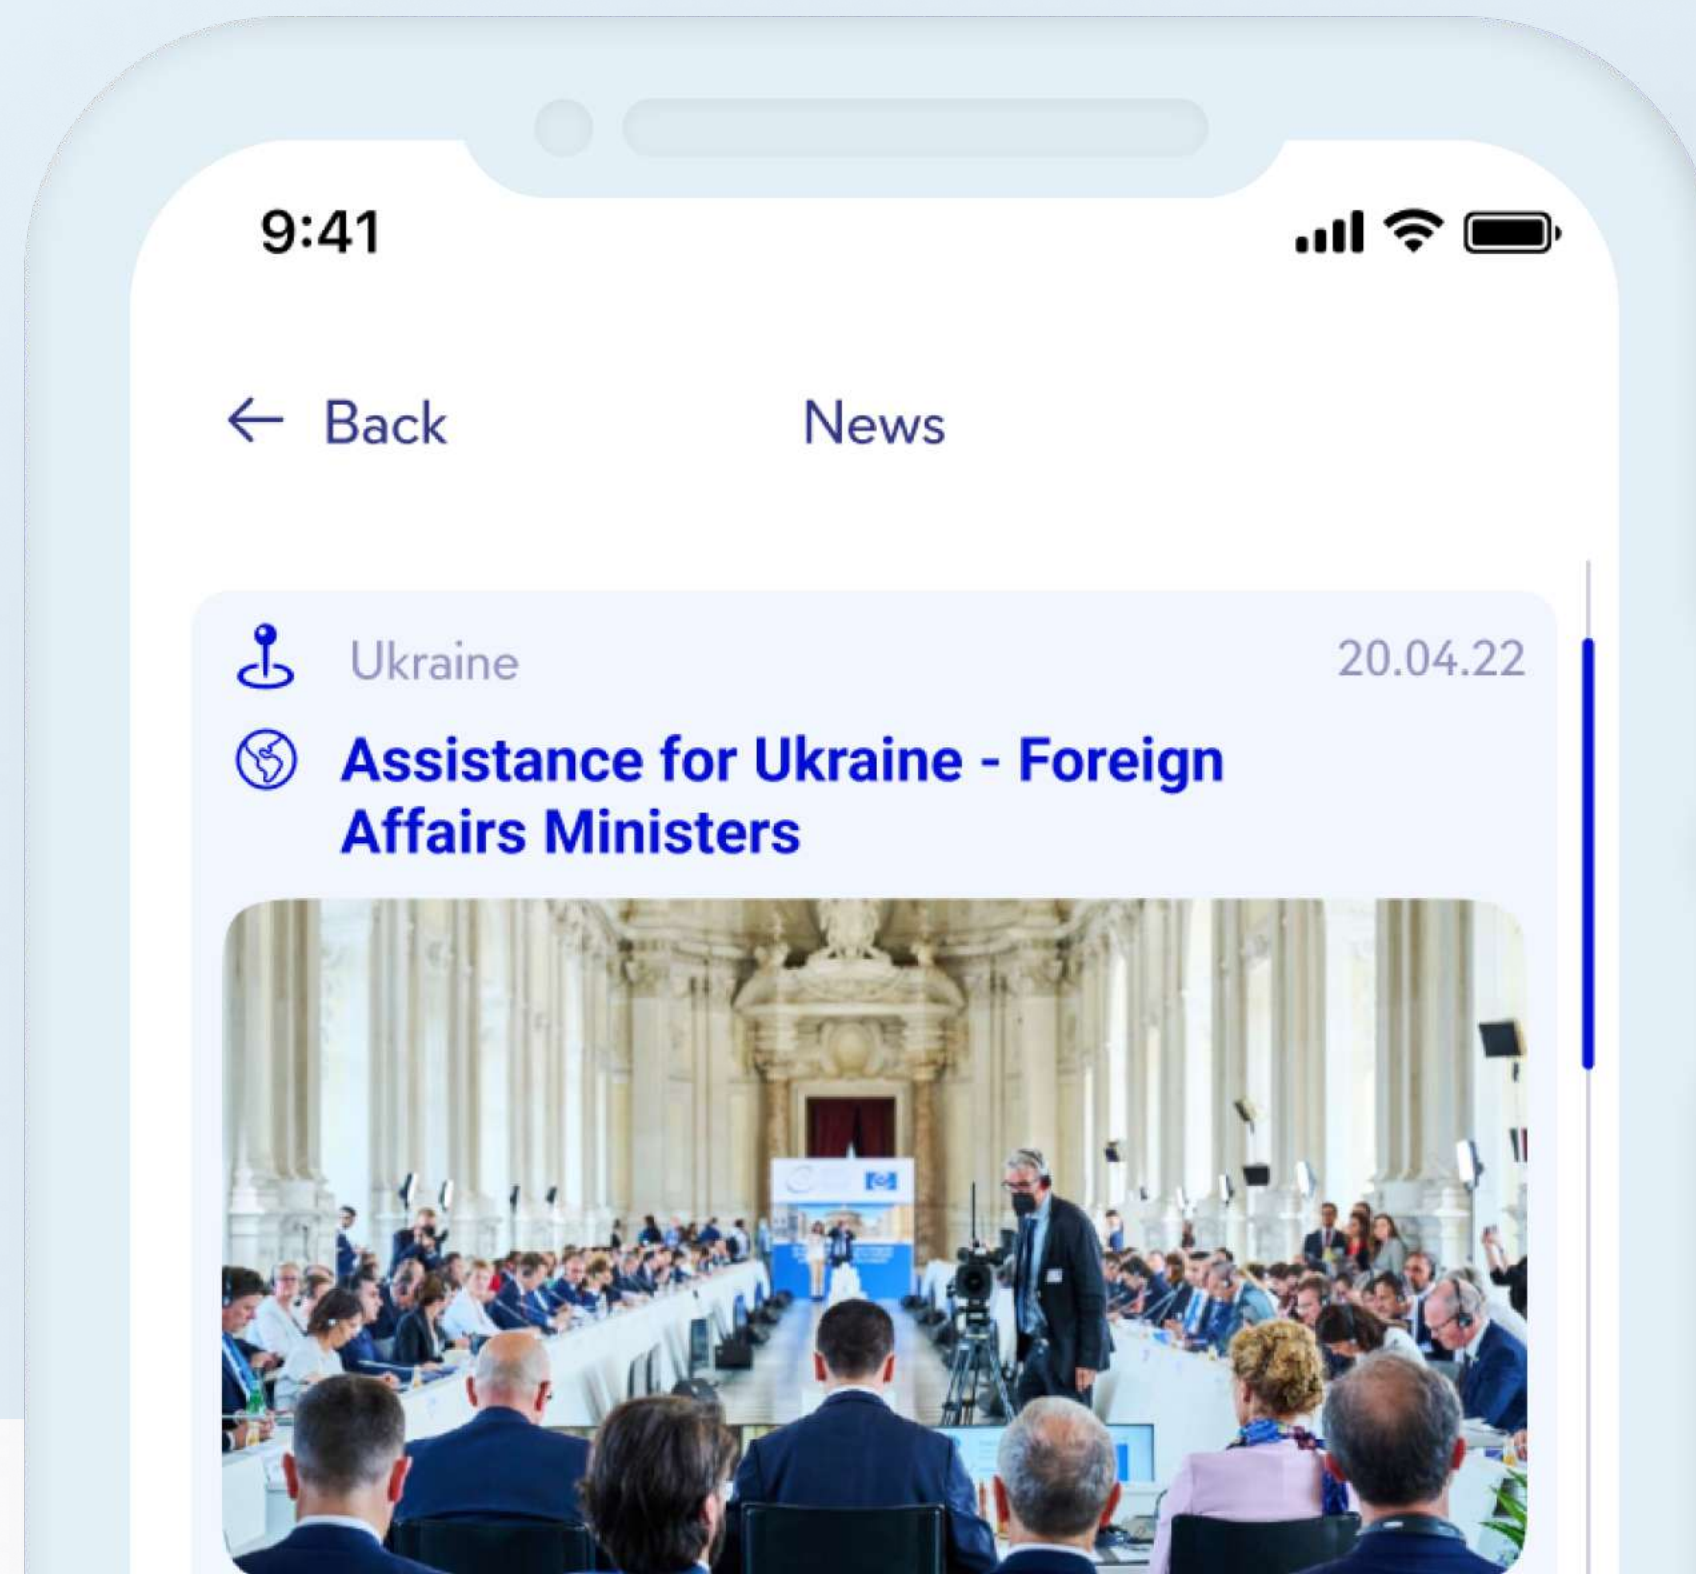 9:41
Back
News
Ukraine
20.04.22
Assistance for Ukraine - Foreign
Affairs Ministers